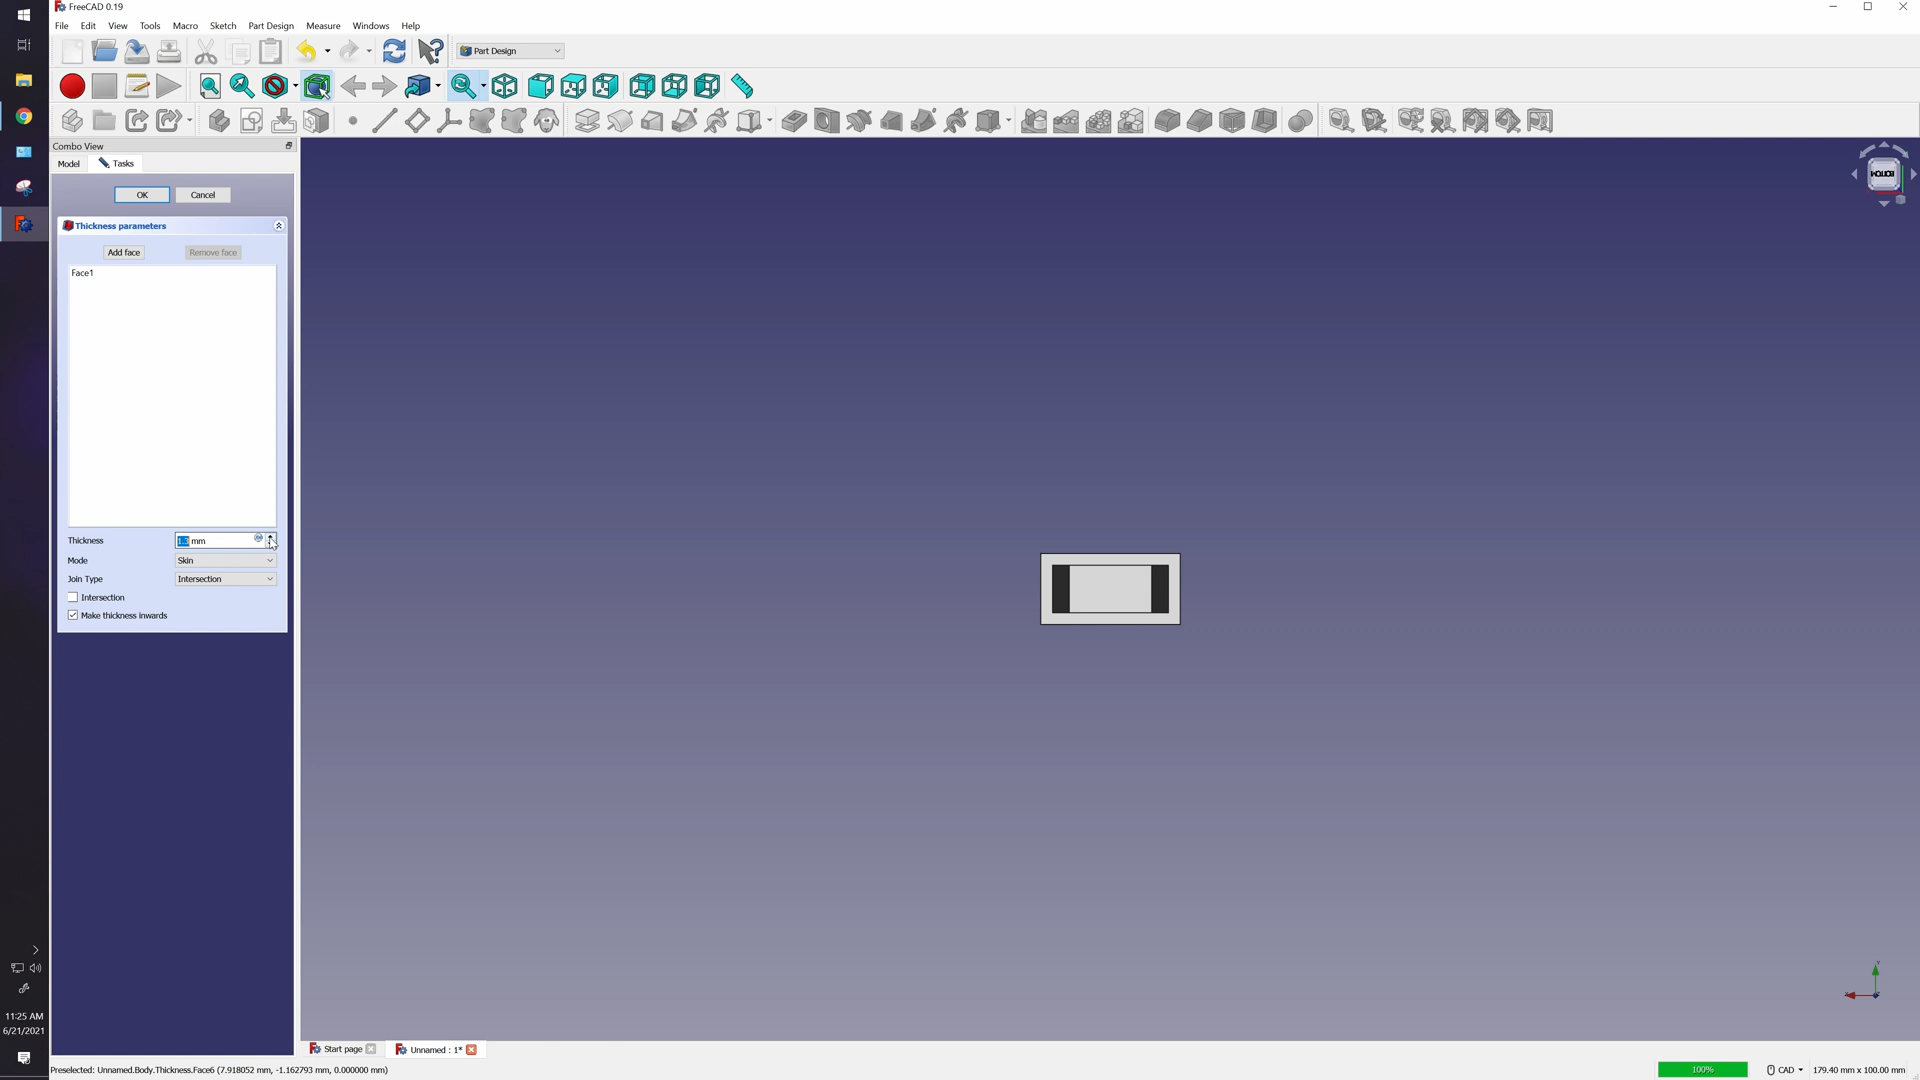 FreeCAD 0.19
File Edit View Tools Macro Sketch Part Design Measure Windows Help
Part Design
Combo View
Model Tasks
OK Cancel
Thickness parameters
Add face Remove face
Face1
Thickness 1.3 mm
Mode Skin
Join Type Intersection
Intersection
Make thickness inwards
BOTTOM
11:25 AM
6/21/2021
Start page Unnamed : 1*
Preselected: Unnamed.Body.Thickness.Face6 (7.918052 mm, -1.162793 mm, 0.000000 mm) 100% CAD 179.40 mm x 100.00 mm